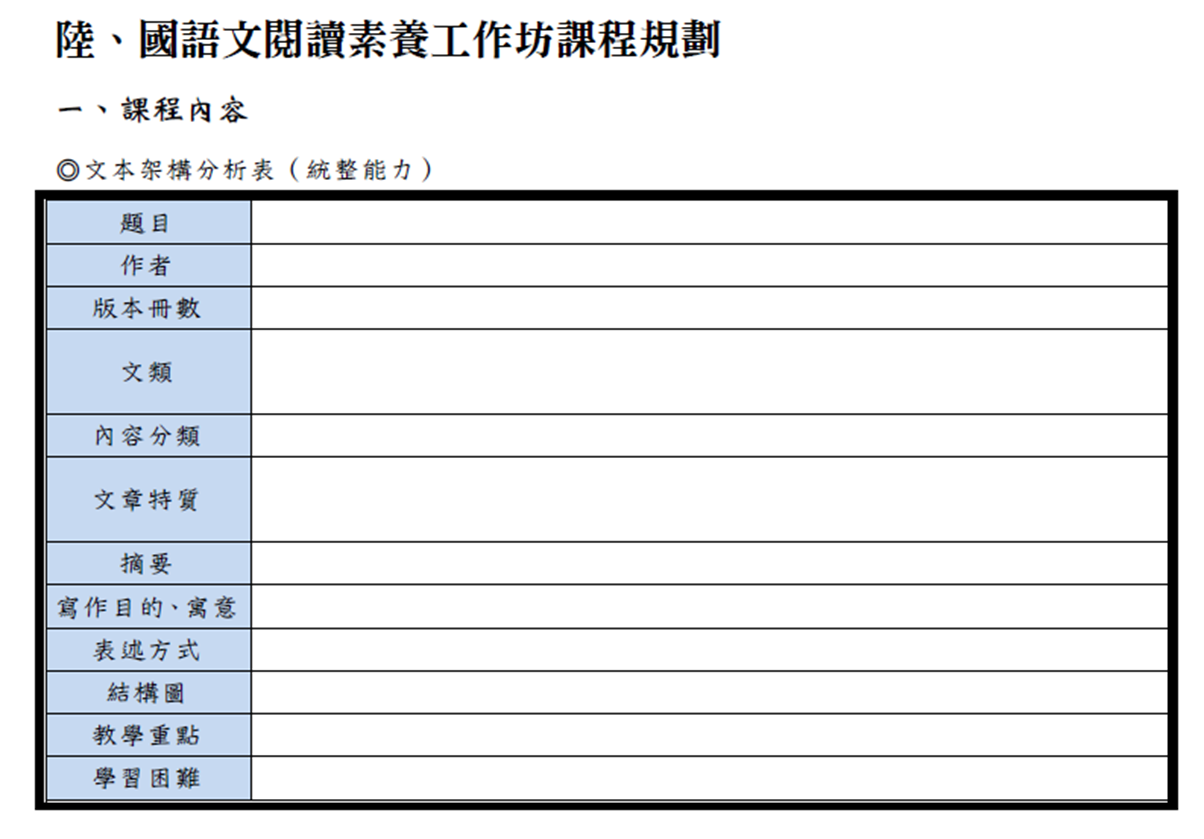 陸、國語文閱讀素養工作坊課程規劃
一、課程內容
◎文本架構分析表（統整能力）
題目
作者
版本冊數
文類
內容分類
文章特質
摘要
寫作目的、寓意
表述方式
結構圖
教學重點
學習困難